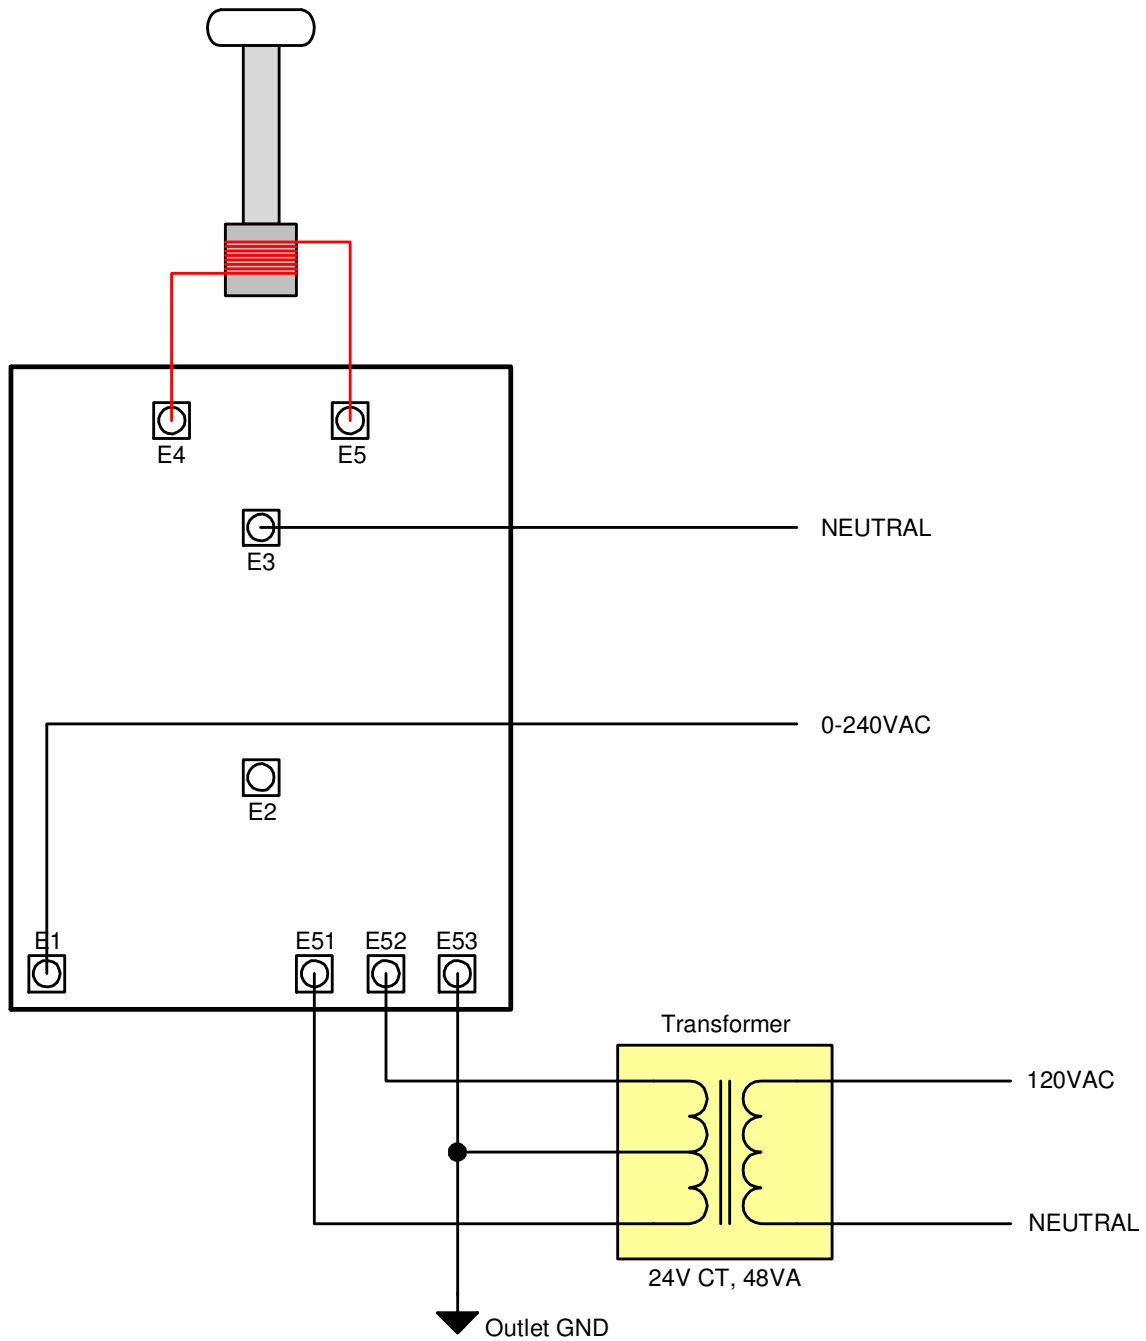 E4
E5
E3
NEUTRAL
0-240VAC
E2
E1
E51
E52
E53
Transformer
120VAC
NEUTRAL
24V CT, 48VA
Outlet GND